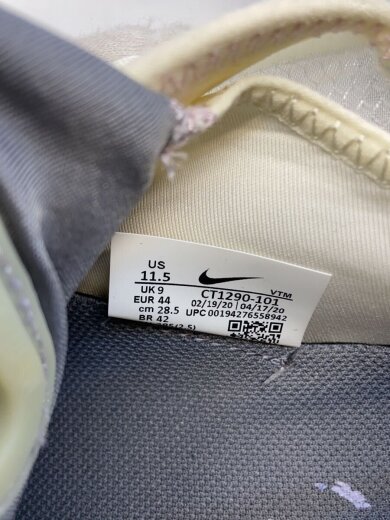 US
11.5
UK 9
EUR 44
cm 28.5
BR 42
VTM
CT1290-101
02/19/20 | 04/17/20
UPC 00194276558942